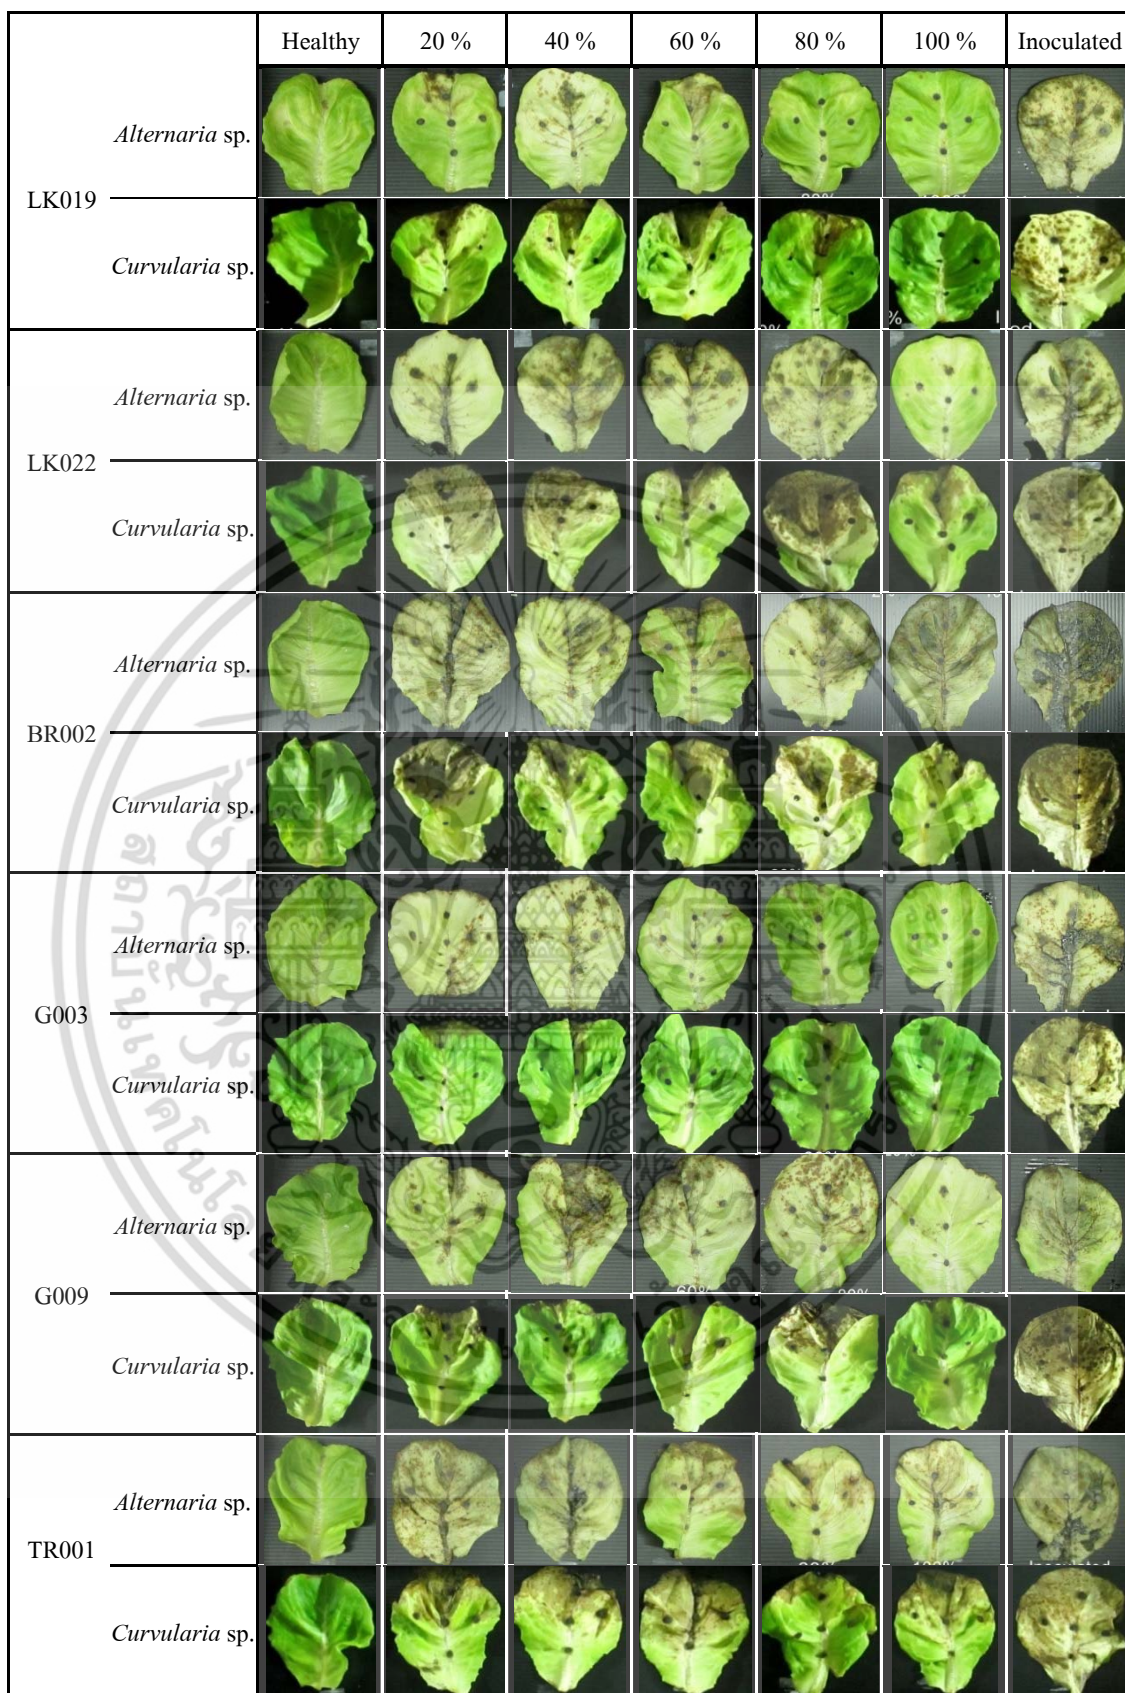 Healthy 20 % 40 % 60 % 80 % 100 % Inoculated
LK019
Alternaria sp.
Curvularia sp.
LK022
Alternaria sp.
Curvularia sp.
BR002
Alternaria sp.
Curvularia sp.
G003
Alternaria sp.
Curvularia sp.
G009
Alternaria sp.
60%
Curvularia sp.
TR001
Alternaria sp.
Curvularia sp.